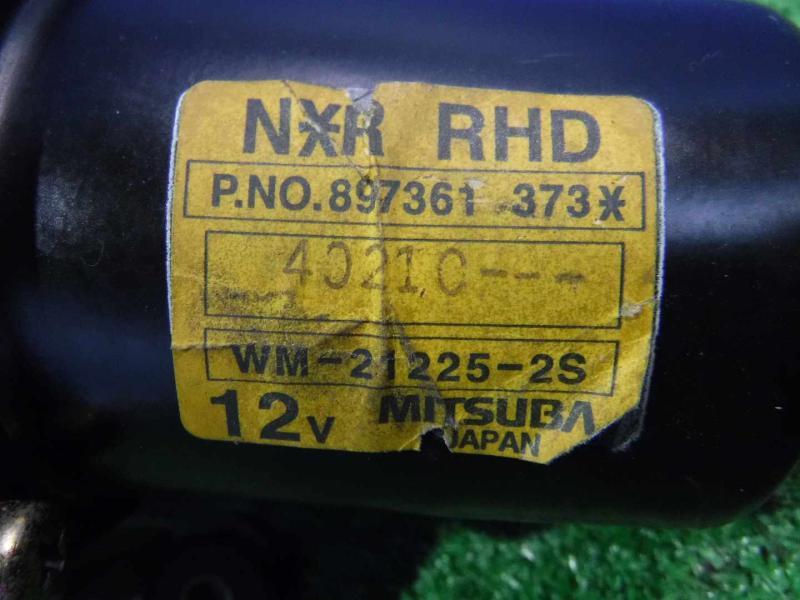 N*R RHD
P.NO.897361 373*
40210---
WM-21225-2S
12V MITSUBA
JAPAN